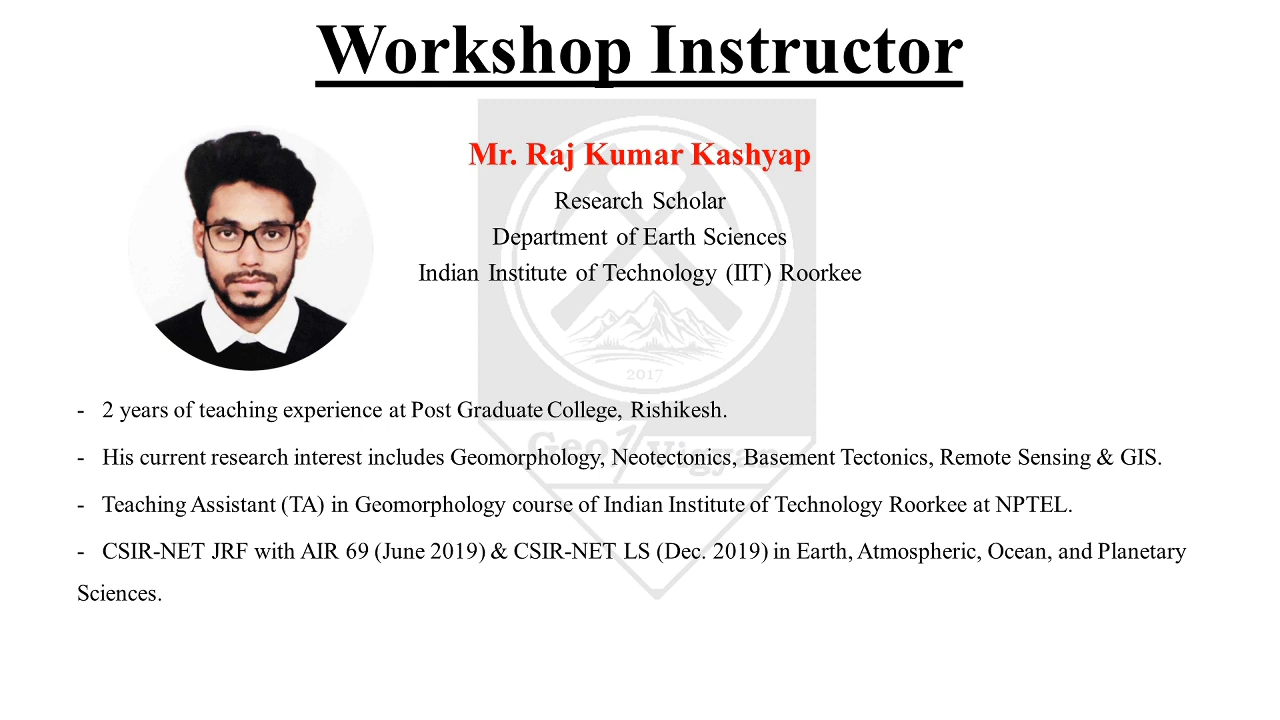 Workshop Instructor
Mr. Raj Kumar Kashyap
Research Scholar
Department of Earth Sciences
Indian Institute of Technology (IIT) Roorkee
2017
- 2 years of teaching experience at Post Graduate College, Rishikesh.
Geo Vigyan
- His current research interest includes Geomorphology, Neotectonics, Basement Tectonics, Remote Sensing & GIS.
- Teaching Assistant (TA) in Geomorphology course of Indian Institute of Technology Roorkee at NPTEL.
- CSIR-NET JRF with AIR 69 (June 2019) & CSIR-NET LS (Dec. 2019) in Earth, Atmospheric, Ocean, and Planetary
Sciences.